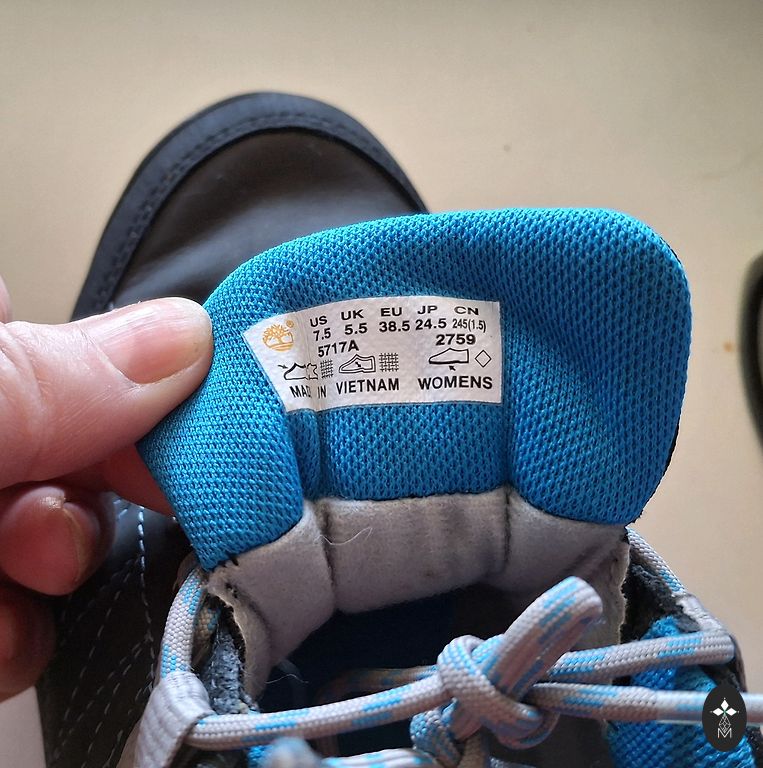 US UK EU JP CN
7.5 5.5 38.5 24.5 245(1.5)
5717A 2759
MADE IN VIETNAM WOMENS
M